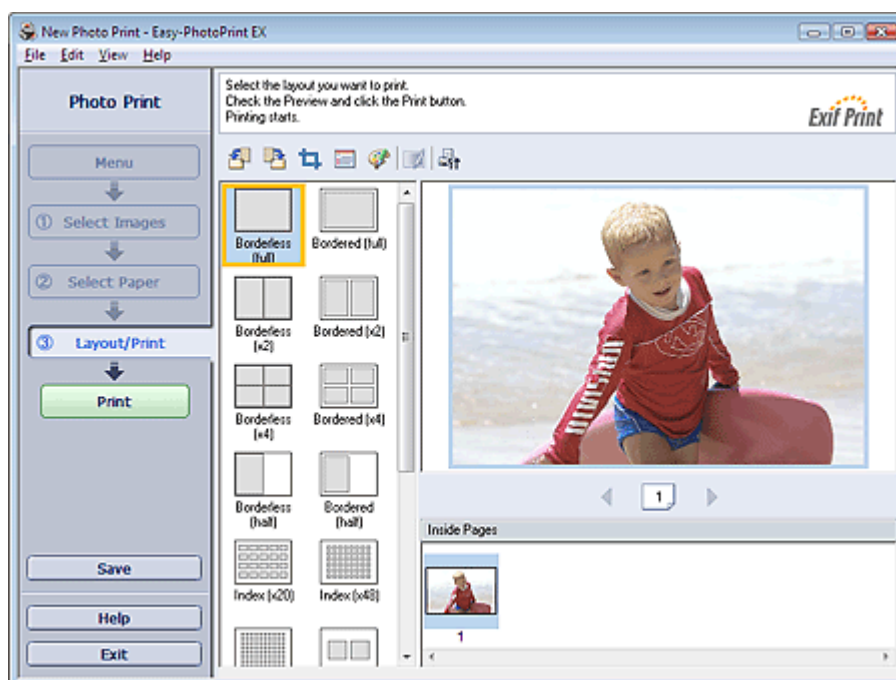 New Photo Print - Easy-PhotoPrint EX
File Edit View Help
Photo Print
Menu
① Select Images
② Select Paper
③ Layout/Print
Print
Save
Help
Exit
Select the layout you want to print.
Check the Preview and click the Print button.
Printing starts.
Exif Print
Borderless (full)
Bordered (full)
Borderless (x2)
Bordered (x2)
Borderless (x4)
Bordered (x4)
Borderless (half)
Bordered (half)
Index (x20)
Index (x48)
DIVISION
1
Inside Pages
1